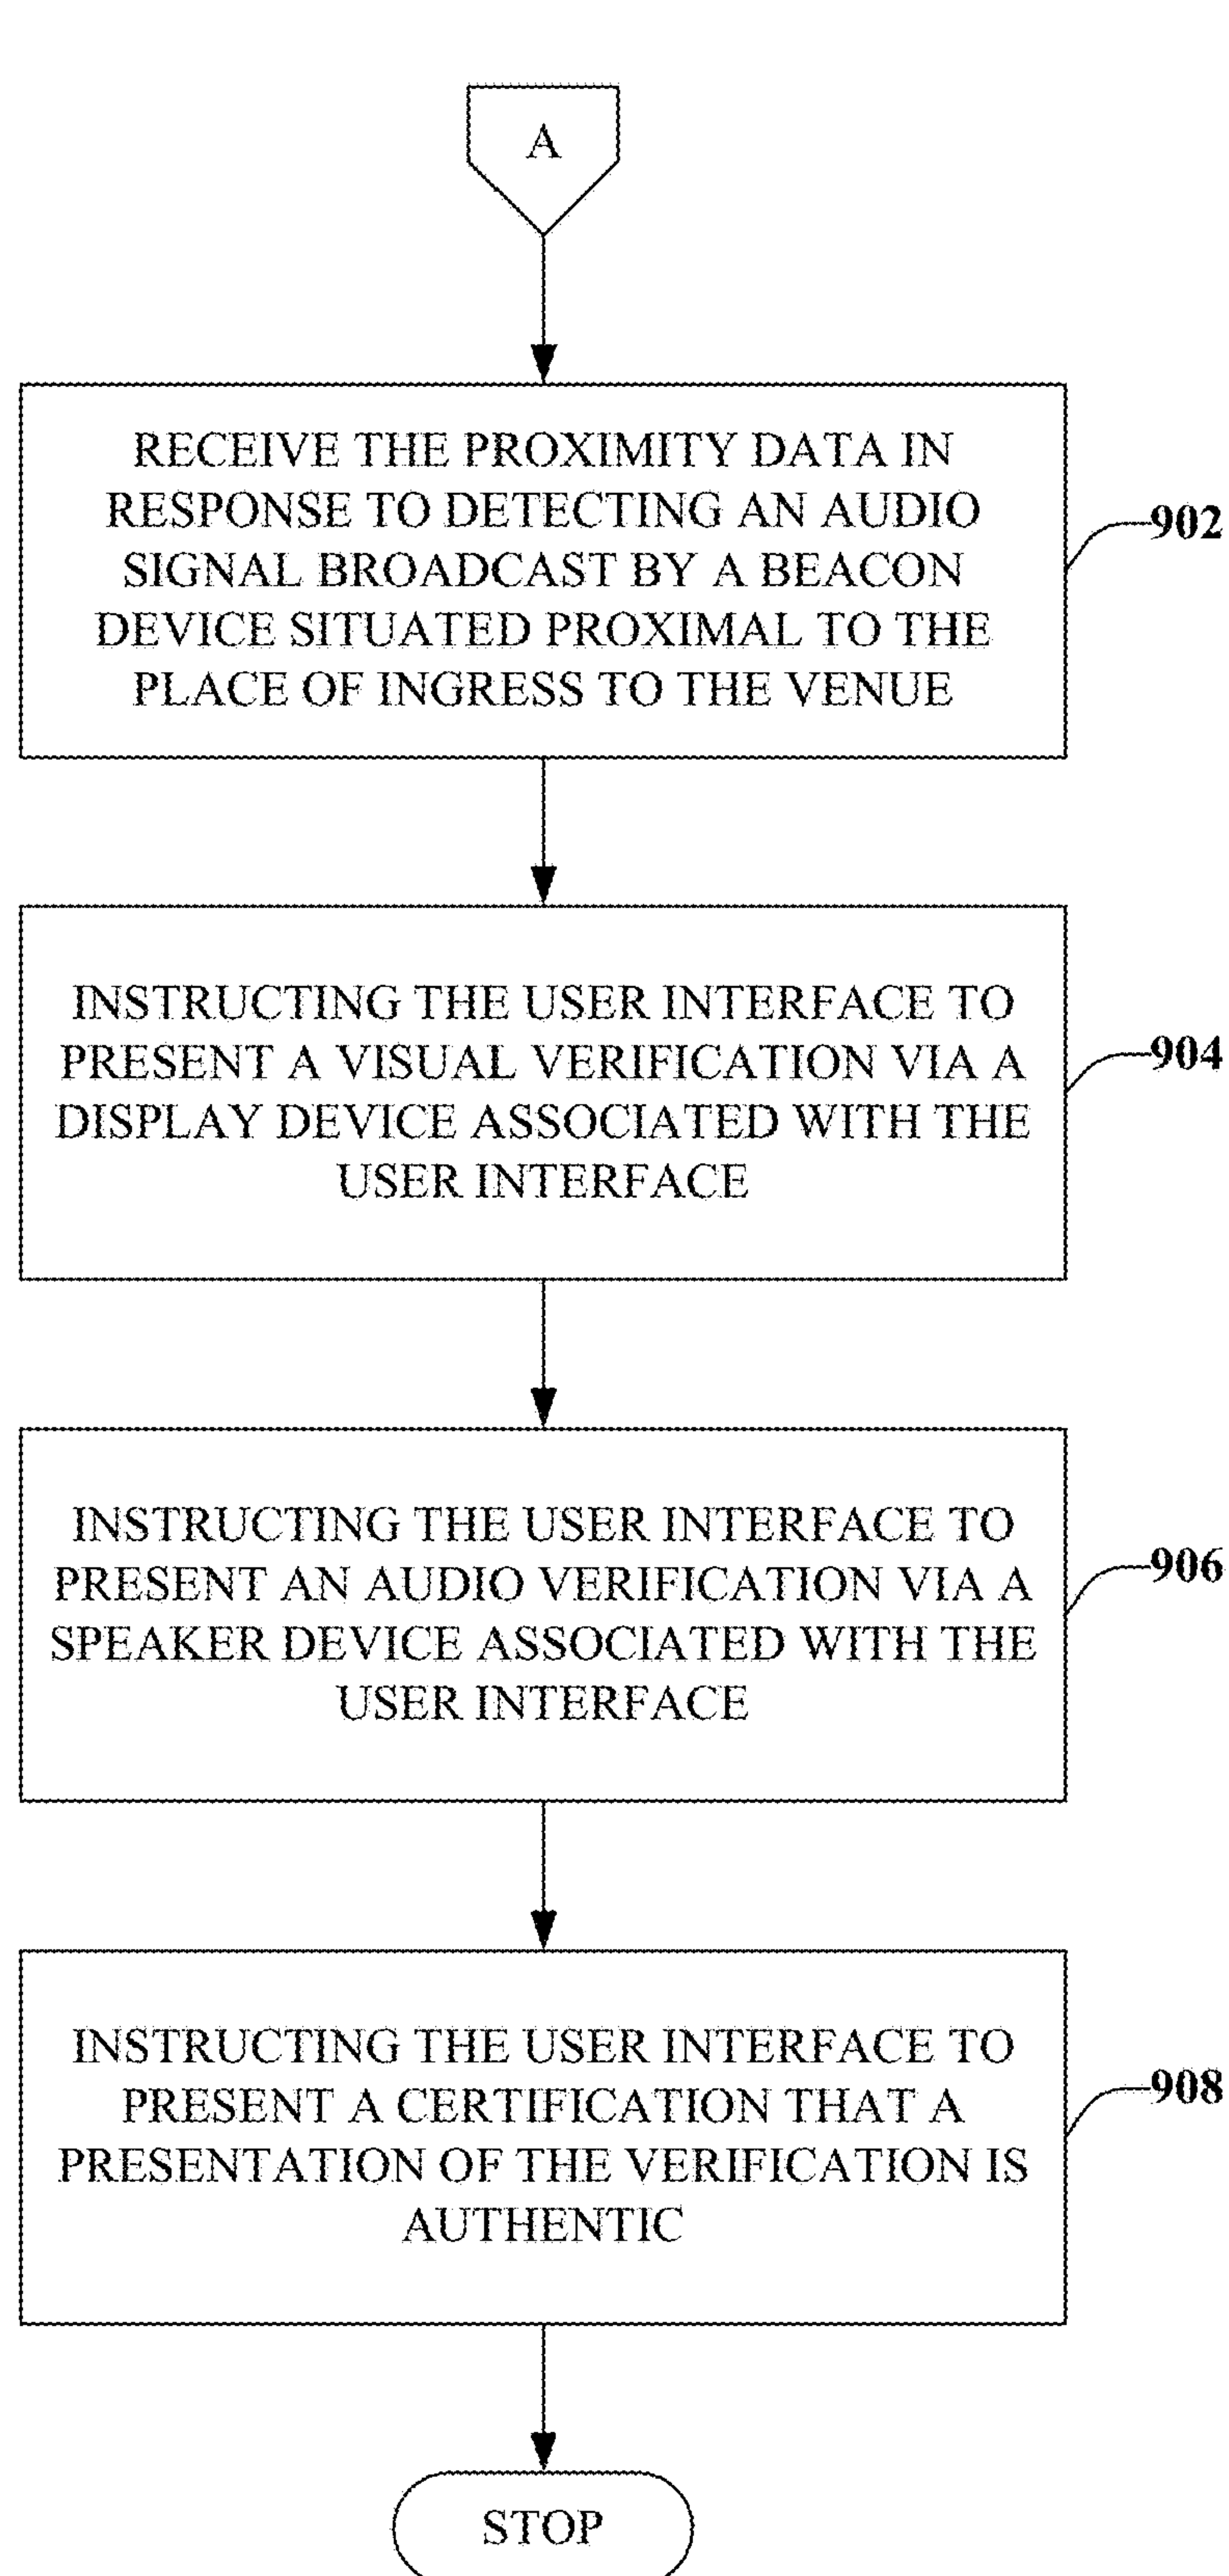 A
RECEIVE THE PROXIMITY DATA IN
RESPONSE TO DETECTING AN AUDIO
SIGNAL BROADCAST BY A BEACON
DEVICE SITUATED PROXIMAL TO THE
PLACE OF INGRESS TO THE VENUE
902
INSTRUCTING THE USER INTERFACE TO
PRESENT A VISUAL VERIFICATION VIA A
DISPLAY DEVICE ASSOCIATED WITH THE
USER INTERFACE
904
INSTRUCTING THE USER INTERFACE TO
PRESENT AN AUDIO VERIFICATION VIA A
SPEAKER DEVICE ASSOCIATED WITH THE
USER INTERFACE
906
INSTRUCTING THE USER INTERFACE TO
PRESENT A CERTIFICATION THAT A
PRESENTATION OF THE VERIFICATION IS
AUTHENTIC
908
STOP